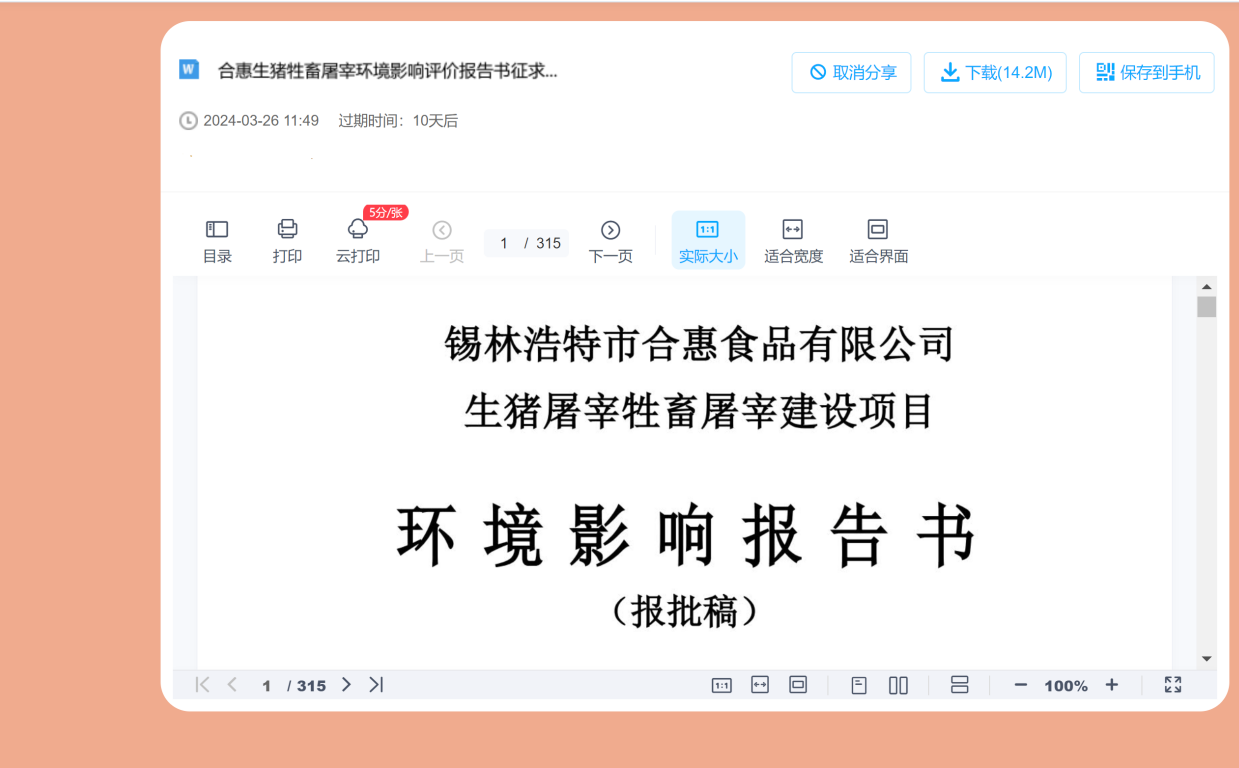 合惠生猪牲畜屠宰环境影响评价报告书征求...
取消分享
下载(14.2M)
保存到手机
2024-03-26 11:49 过期时间：10天后
5分/张
目录 打印 云打印 上一页 1 / 315 下一页 1:1 实际大小 适合宽度 适合界面
锡林浩特市合惠食品有限公司
生猪屠宰牲畜屠宰建设项目
环境影响报告书
（报批稿）
1 / 315 1:1 100%